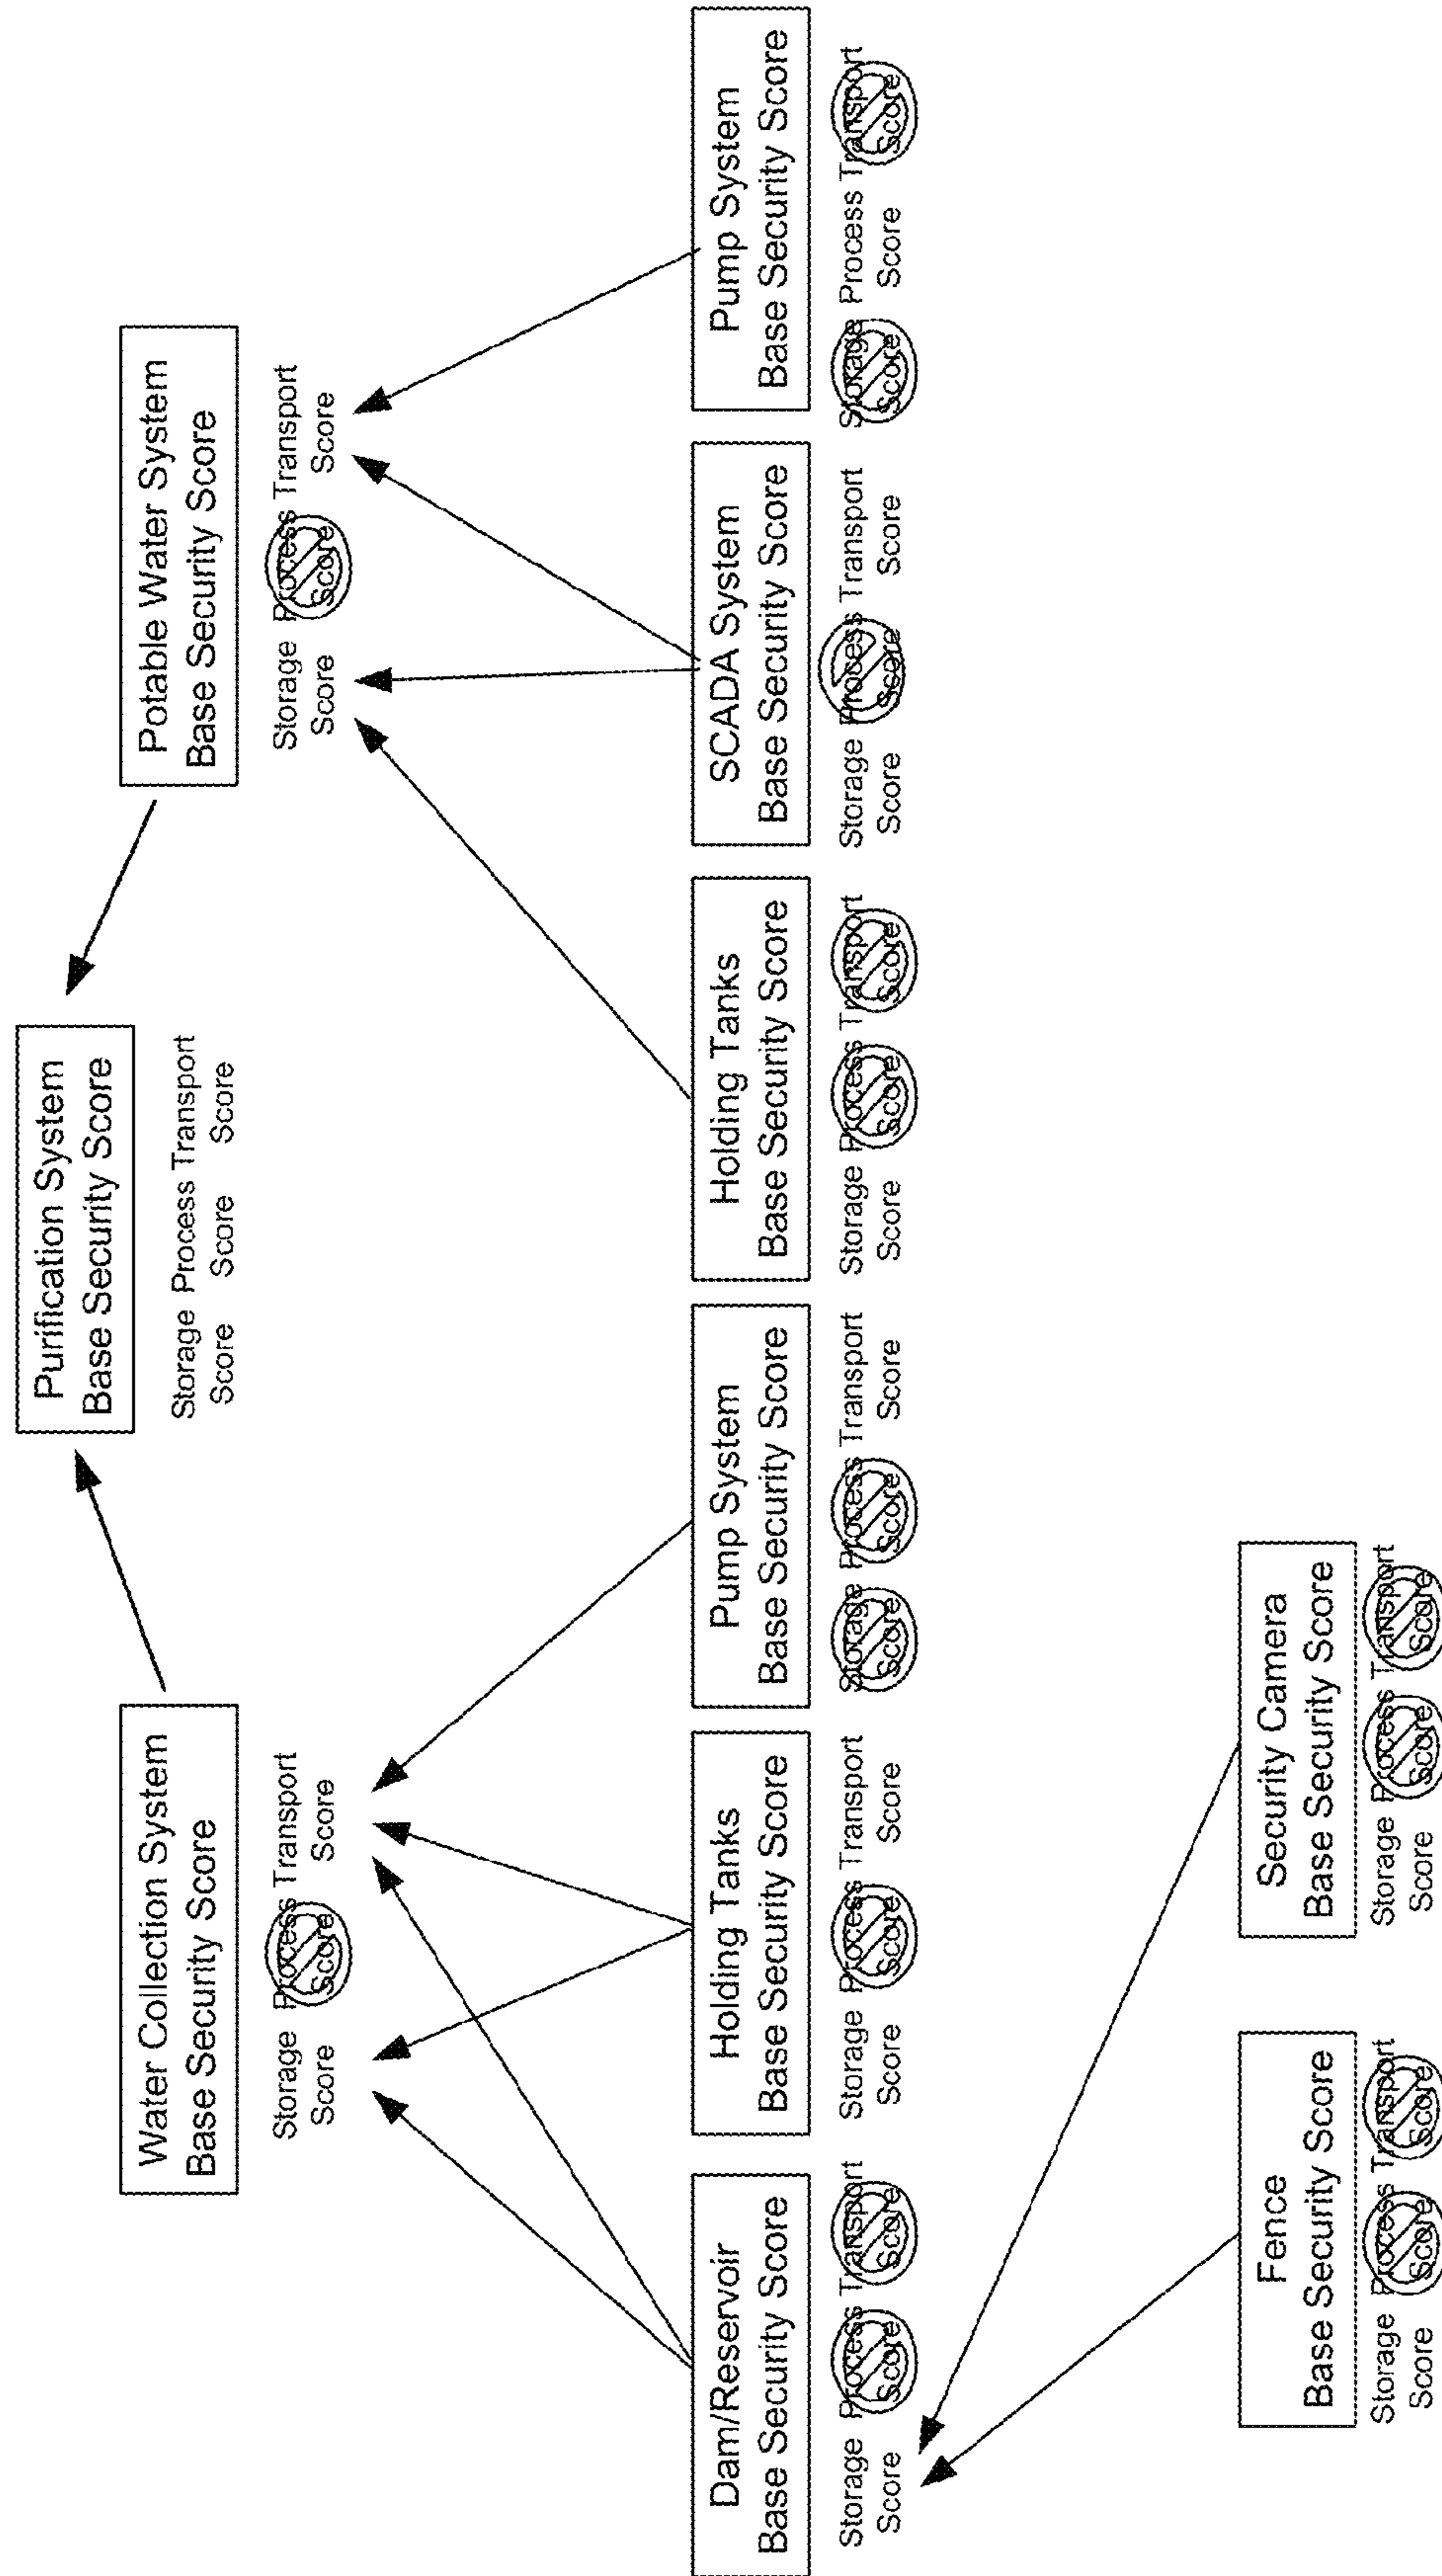 Purification System
Base Security Score
Storage Process Transport
Score Score Score
Water Collection System
Base Security Score
Storage Process Transport
Score Score Score
Potable Water System
Base Security Score
Storage Process Transport
Score Score Score
Dam/Reservoir
Base Security Score
Storage Process Transport
Score Score Score
Holding Tanks
Base Security Score
Storage Process Transport
Score Score Score
Pump System
Base Security Score
Storage Process Transport
Score Score Score
Holding Tanks
Base Security Score
Storage Process Transport
Score Score Score
SCADA System
Base Security Score
Storage Process Transport
Score Score Score
Pump System
Base Security Score
Storage Process Transport
Score Score Score
Fence
Base Security Score
Storage Process Transport
Score Score Score
Security Camera
Base Security Score
Storage Process Transport
Score Score Score